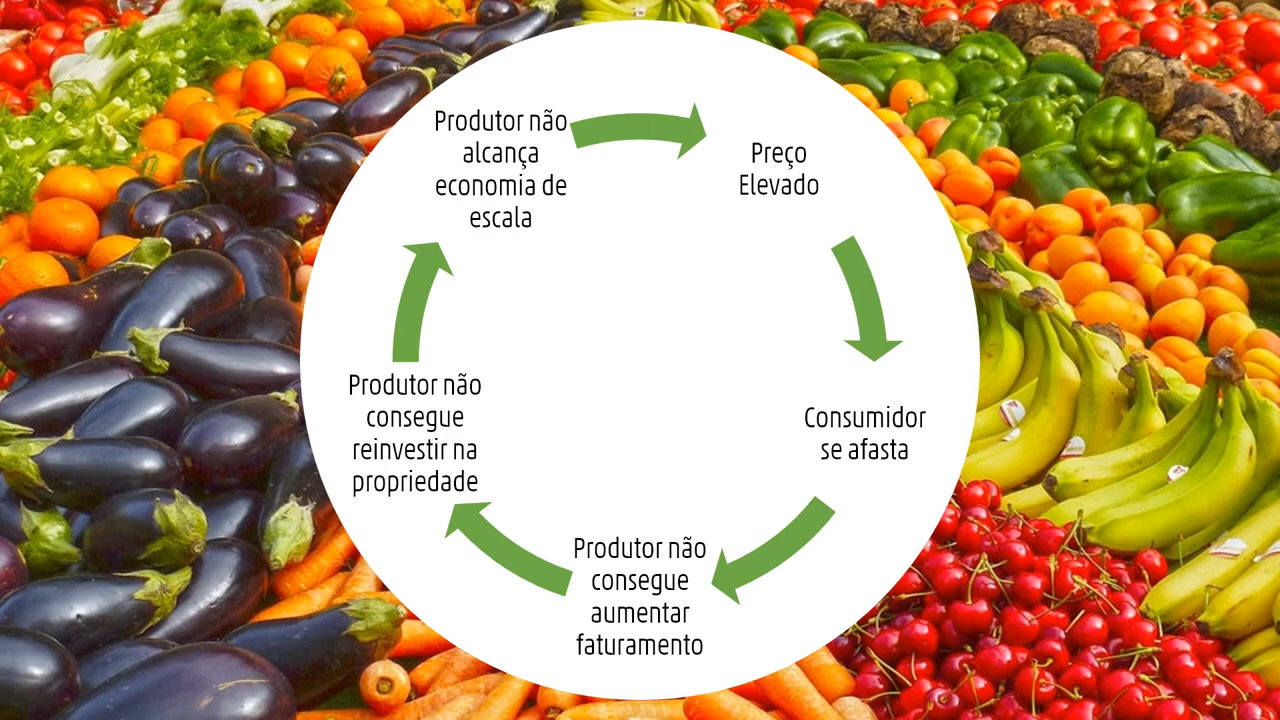 Produtor não
alcança
economia de
escala
Preço
Elevado
Consumidor
se afasta
Produtor não
consegue
aumentar
faturamento
Produtor não
consegue
reinvestir na
propriedade